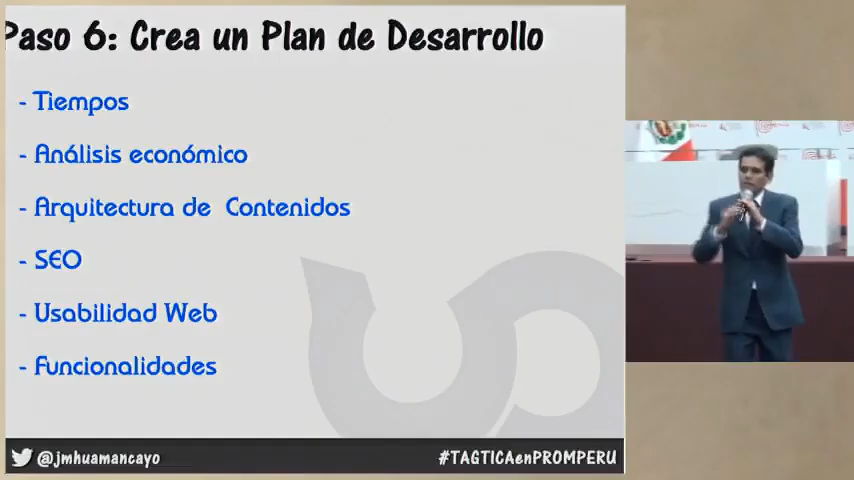 Paso 6: Crea un Plan de Desarrollo
- Tiempos
- Análisis económico
- Arquitectura de Contenidos
- SEO
- Usabilidad Web
- Funcionalidades
@jmhuamancayo
#TAGTICAenPROMPERU